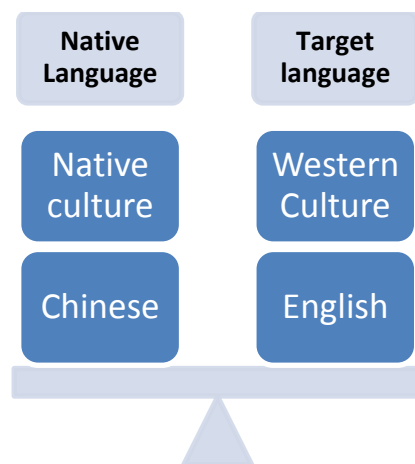 Native
Language
Target
language
Native
culture
Western
Culture
Chinese
English